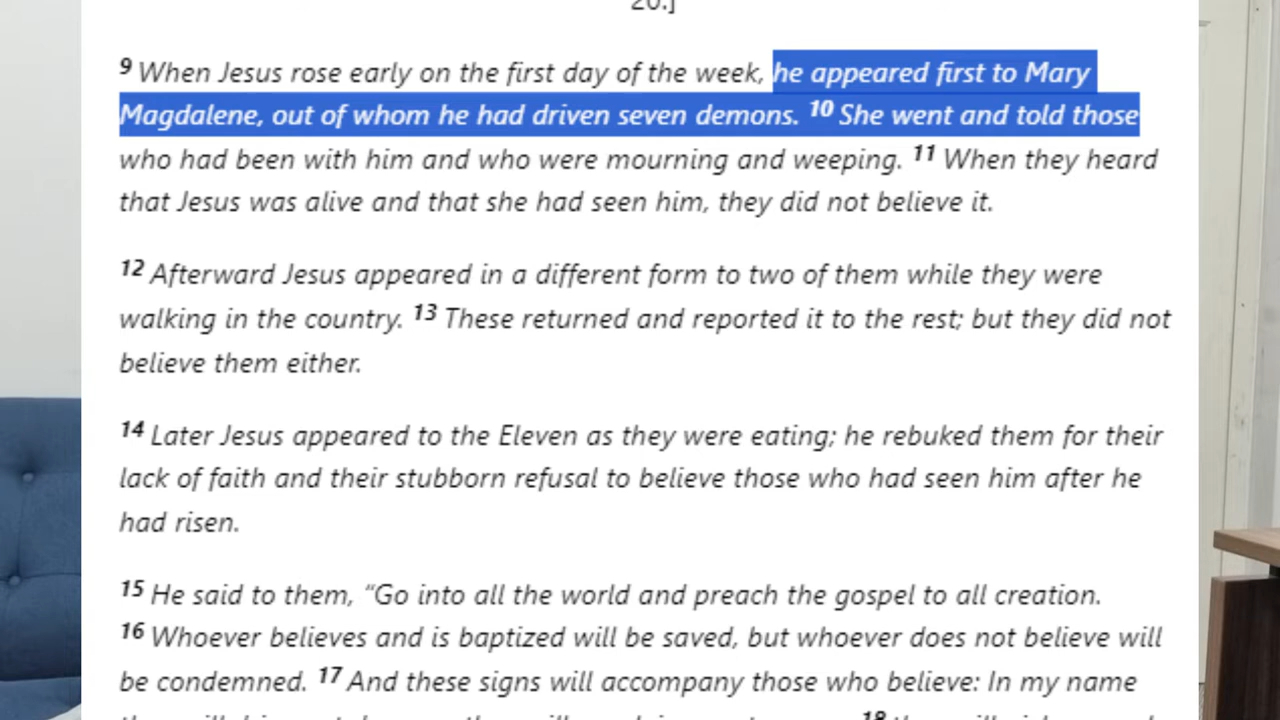 20.]
9 When Jesus rose early on the first day of the week, he appeared first to Mary
Magdalene, out of whom he had driven seven demons. 10 She went and told those
who had been with him and who were mourning and weeping. 11 When they heard
that Jesus was alive and that she had seen him, they did not believe it.
12 Afterward Jesus appeared in a different form to two of them while they were
walking in the country. 13 These returned and reported it to the rest; but they did not
believe them either.
14 Later Jesus appeared to the Eleven as they were eating; he rebuked them for their
lack of faith and their stubborn refusal to believe those who had seen him after he
had risen.
15 He said to them, “Go into all the world and preach the gospel to all creation.
16 Whoever believes and is baptized will be saved, but whoever does not believe will
be condemned. 17 And these signs will accompany those who believe: In my name
18